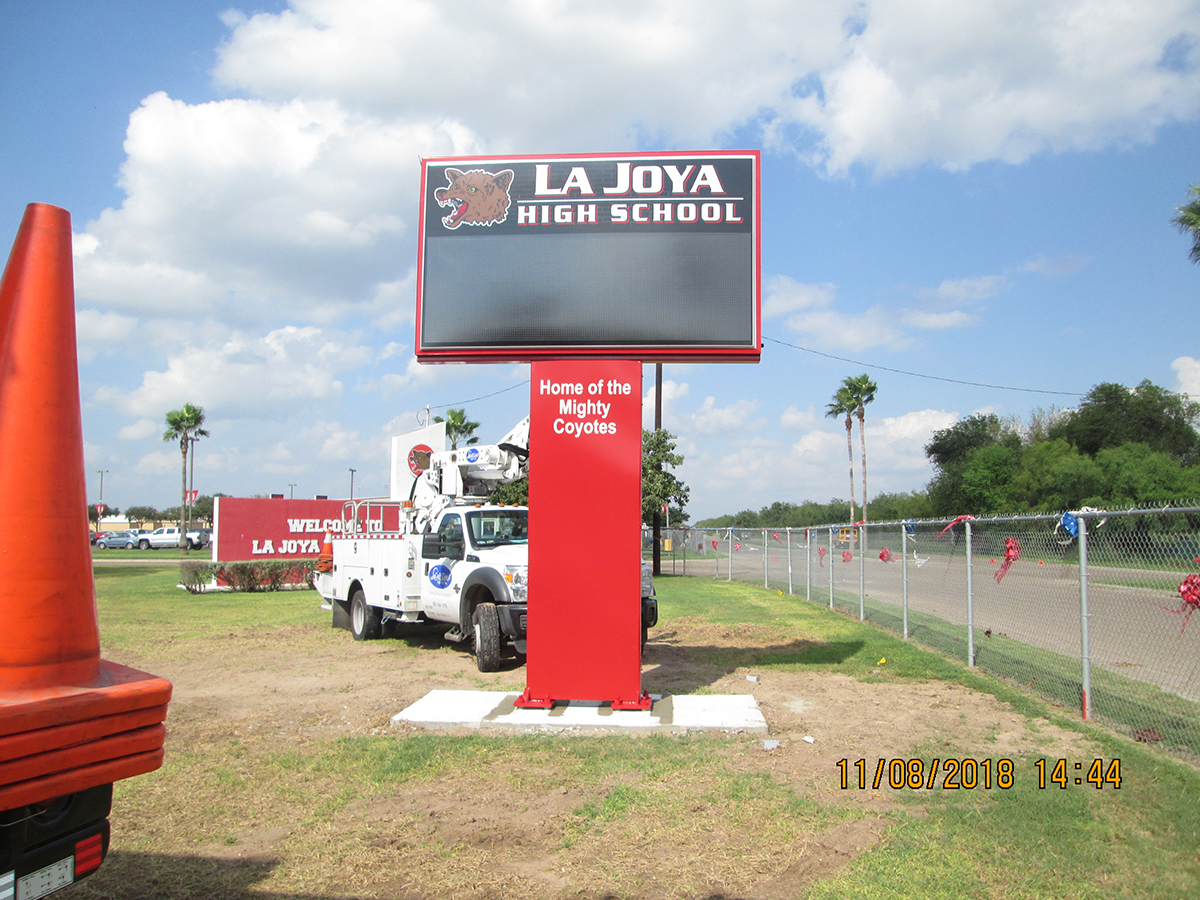 LA JOYA
HIGH SCHOOL
Home of the
Mighty
Coyotes
WELCOME TO
LA JOYA
11/08/2018 14:44